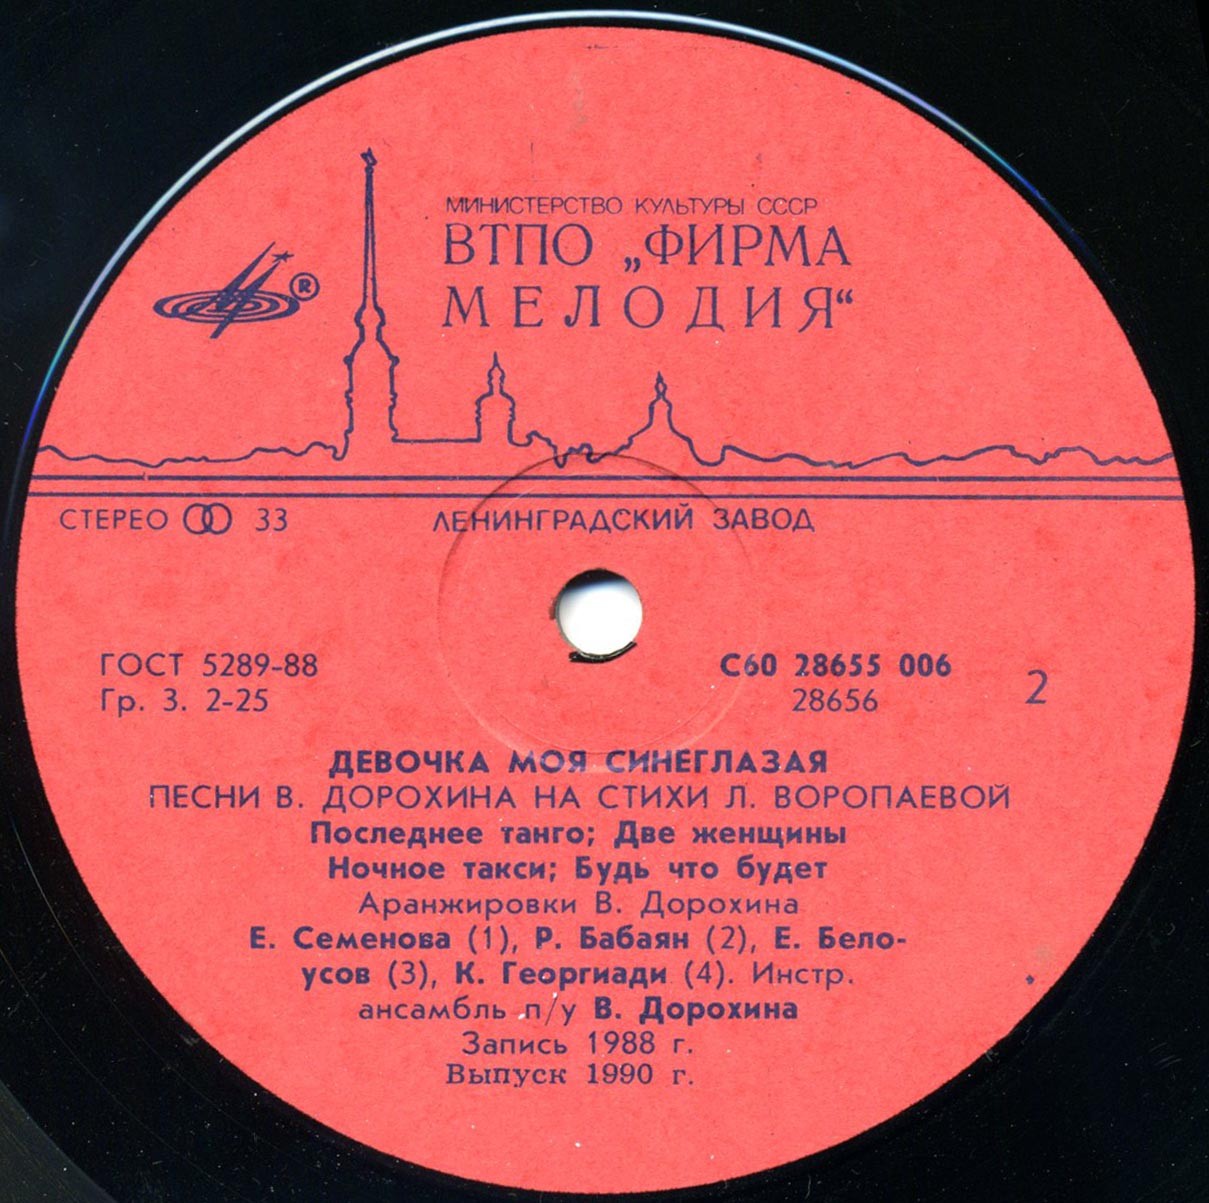 МИНИСТЕРСТВО КУЛЬТУРЫ СССР
ВТПО „ФИРМА
МЕЛОДИЯ“
®
СТЕРЕО 33
ЛЕНИНГРАДСКИЙ ЗАВОД
ГОСТ 5289-88
Гр. 3. 2-25
С60 28655 006
28656
2
ДЕВОЧКА МОЯ СИНЕГЛАЗАЯ
ПЕСНИ В. ДОРОХИНА НА СТИХИ Л. ВОРОПАЕВОЙ
Последнее танго; Две женщины
Ночное такси; Будь что будет
Аранжировки В. Дорохина
Е. Семенова (1), Р. Бабаян (2), Е. Бело-
усов (3), К. Георгиади (4). Инстр.
ансамбль п/у В. Дорохина
Запись 1988 г.
Выпуск 1990 г.